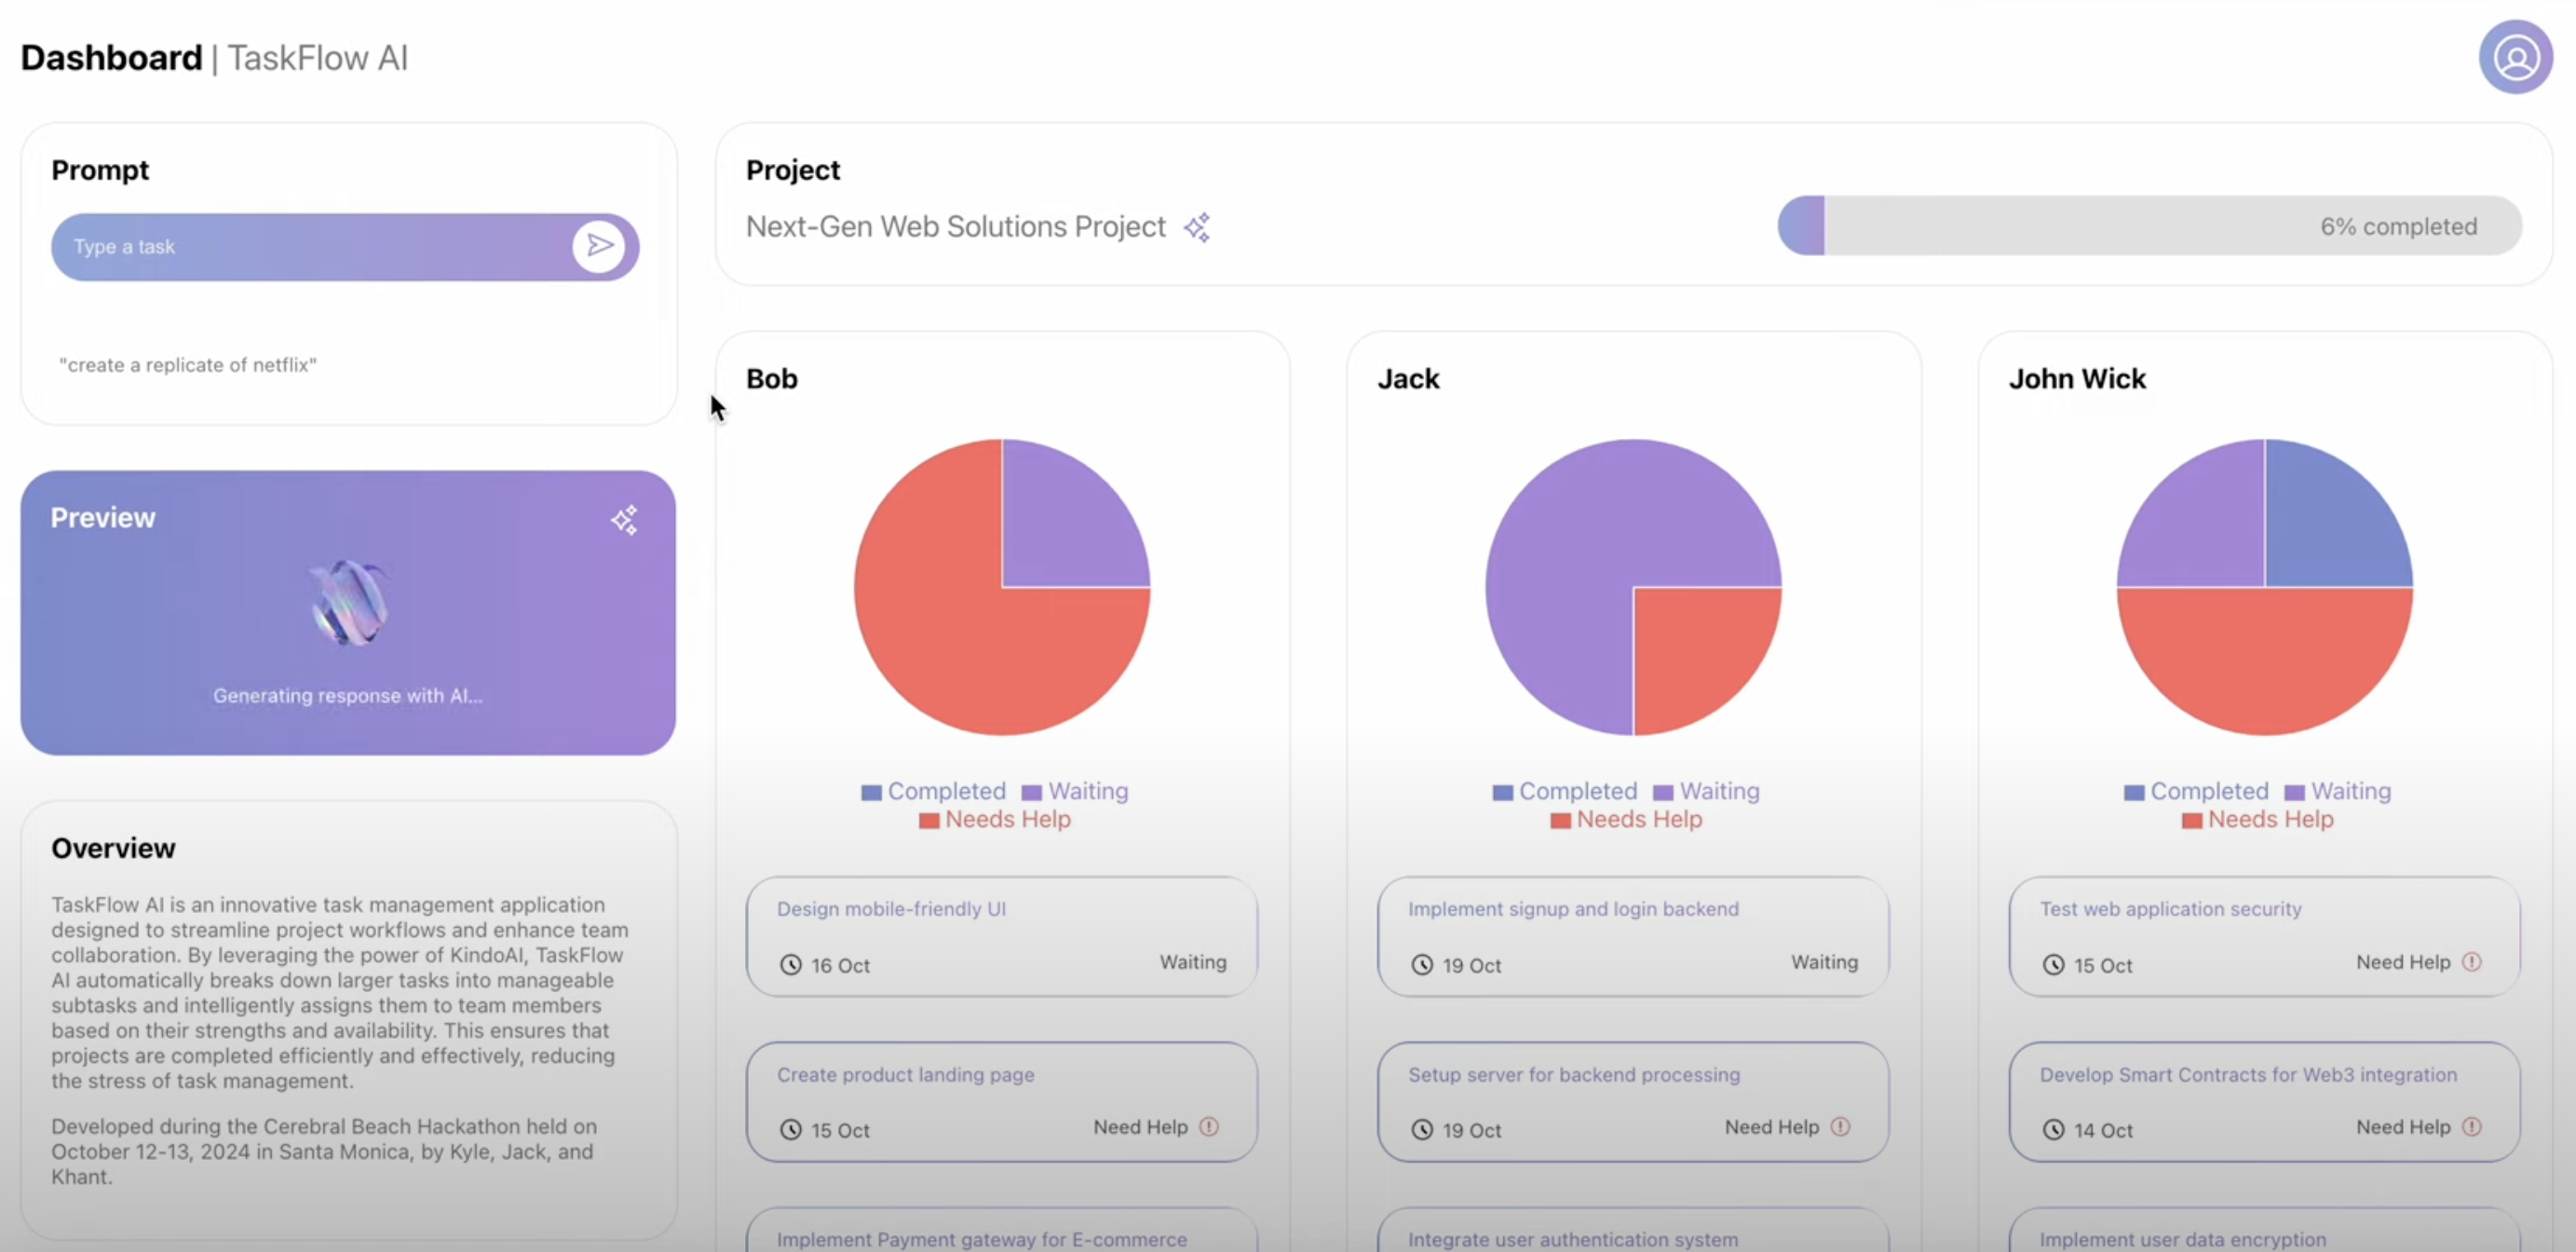 Dashboard | TaskFlow AI
Prompt
Type a task
"create a replicate of netflix"
Preview
Generating response with AI...
Overview
TaskFlow AI is an innovative task management application
designed to streamline project workflows and enhance team
collaboration. By leveraging the power of KindoAI, TaskFlow
AI automatically breaks down larger tasks into manageable
subtasks and intelligently assigns them to team members
based on their strengths and availability. This ensures that
projects are completed efficiently and effectively, reducing
the stress of task management.
Developed during the Cerebral Beach Hackathon held on
October 12-13, 2024 in Santa Monica, by Kyle, Jack, and
Khant.
Project
Next-Gen Web Solutions Project
6% completed
Bob
Completed Waiting
Needs Help
Design mobile-friendly UI
16 Oct Waiting
Create product landing page
15 Oct Need Help
Implement Payment gateway for E-commerce
Jack
Completed Waiting
Needs Help
Implement signup and login backend
19 Oct Waiting
Setup server for backend processing
19 Oct Need Help
Integrate user authentication system
John Wick
Completed Waiting
Needs Help
Test web application security
15 Oct Need Help
Develop Smart Contracts for Web3 integration
14 Oct Need Help
Implement user data encryption